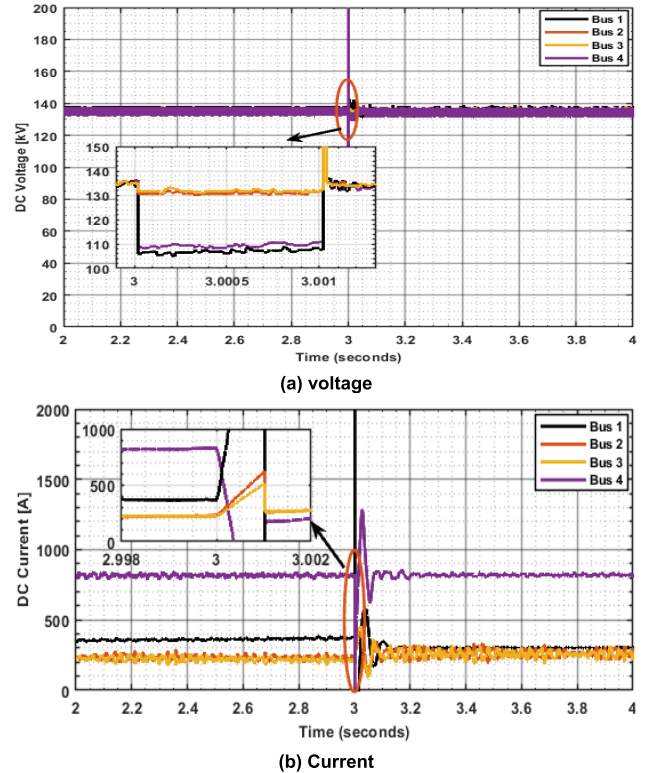 200
180
160
140
120
100
80
60
40
20
0
DC Voltage [kV]
Bus 1
Bus 2
Bus 3
Bus 4
150
140
130
120
110
100
3 3.0005 3.001
2 2.2 2.4 2.6 2.8 3 3.2 3.4 3.6 3.8 4
Time (seconds)
(a) voltage
2000
1500
1000
500
0
DC Current [A]
1000
500
0
2.998 3 3.002
Bus 1
Bus 2
Bus 3
Bus 4
2 2.2 2.4 2.6 2.8 3 3.2 3.4 3.6 3.8 4
Time (seconds)
(b) Current